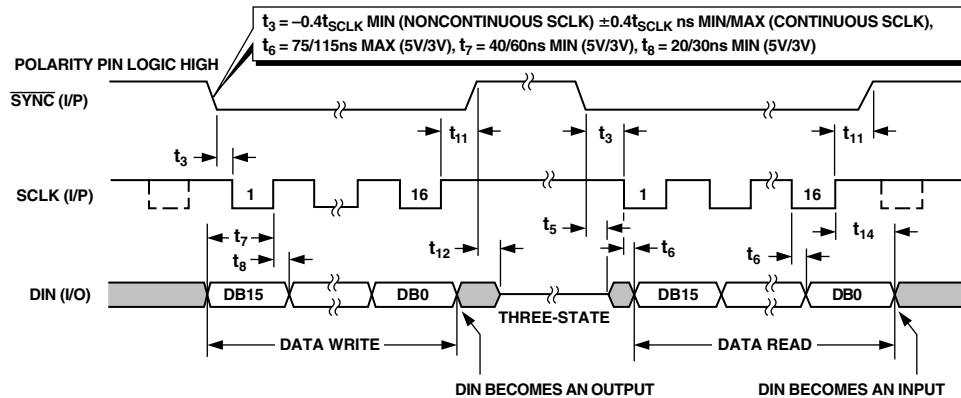 t3 = –0.4tSCLK MIN (NONCONTINUOUS SCLK) ±0.4tSCLK ns MIN/MAX (CONTINUOUS SCLK),
t6 = 75/115ns MAX (5V/3V), t7 = 40/60ns MIN (5V/3V), t8 = 20/30ns MIN (5V/3V)
POLARITY PIN LOGIC HIGH
SYNC (I/P)
t3
t11
t3
t11
SCLK (I/P)
1
16
1
16
t7
t8
t12
t5
t6
t6
t14
DIN (I/O)
DB15
DB0
THREE-STATE
DB15
DB0
DATA WRITE
DATA READ
DIN BECOMES AN OUTPUT
DIN BECOMES AN INPUT